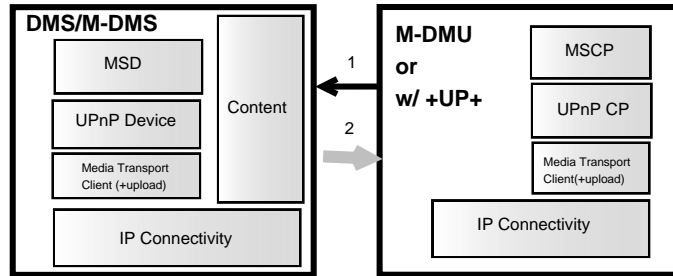 DMS/M-DMS
MSD
UPnP Device
Media Transport
Client (+upload)
Content
IP Connectivity
1
2
M-DMU
or
w/ +UP+
MSCP
UPnP CP
Media Transport
Client(+upload)
IP Connectivity